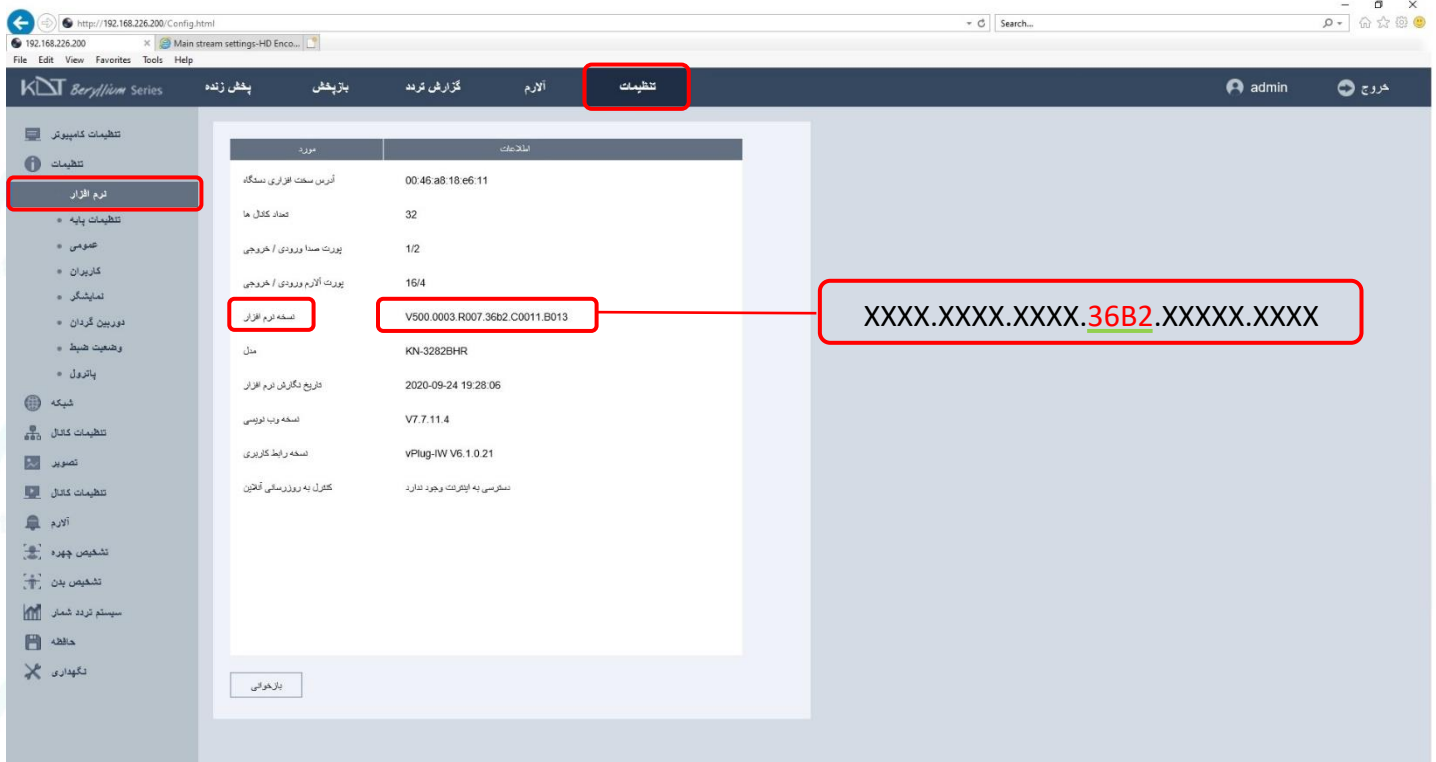 http://192.168.226.200/Config.html
Search...
192.168.226.200
Main stream settings-HD Enco...
File Edit View Favorites Tools Help
KDT Beryllium Series
پخش زنده
بازپخش
آلارم
گزارش تردد
تنظیمات
admin
خروج
تنظیمات کامپیوتر
تنظیمات
نرم افزار
تنظیمات پایه
عمومی
کاربران
نمایشگر
دوربین گردان
وضعیت ضبط
پاترول
شبکه
تنظیمات کانال
تصویر
تنظیمات کانال
آلارم
تشخیص چهره
تشخیص بدن
سیستم تردد شمار
حافظه
نگهداری
مورد
اطلاعات
آدرس سخت افزاری دستگاه
00:46:a8:18:e6:11
تعداد کانال ها
32
پورت صدا ورودی / خروجی
1/2
پورت آلارم ورودی / خروجی
16/4
نسخه نرم افزار
V500.0003.R007.36b2.C0011.B013
مدل
KN-3282BHR
تاریخ نگارش نرم افزار
2020-09-24 19:28:06
نسخه وب نویسی
V7.7.11.4
نسخه رابط کاربری
vPlug-IW V6.1.0.21
کنترل به روزرسانی آنلاین
دسترسی به اینترنت وجود ندارد
بازخوانی
XXXX.XXXX.XXXX.36B2.XXXXX.XXXX